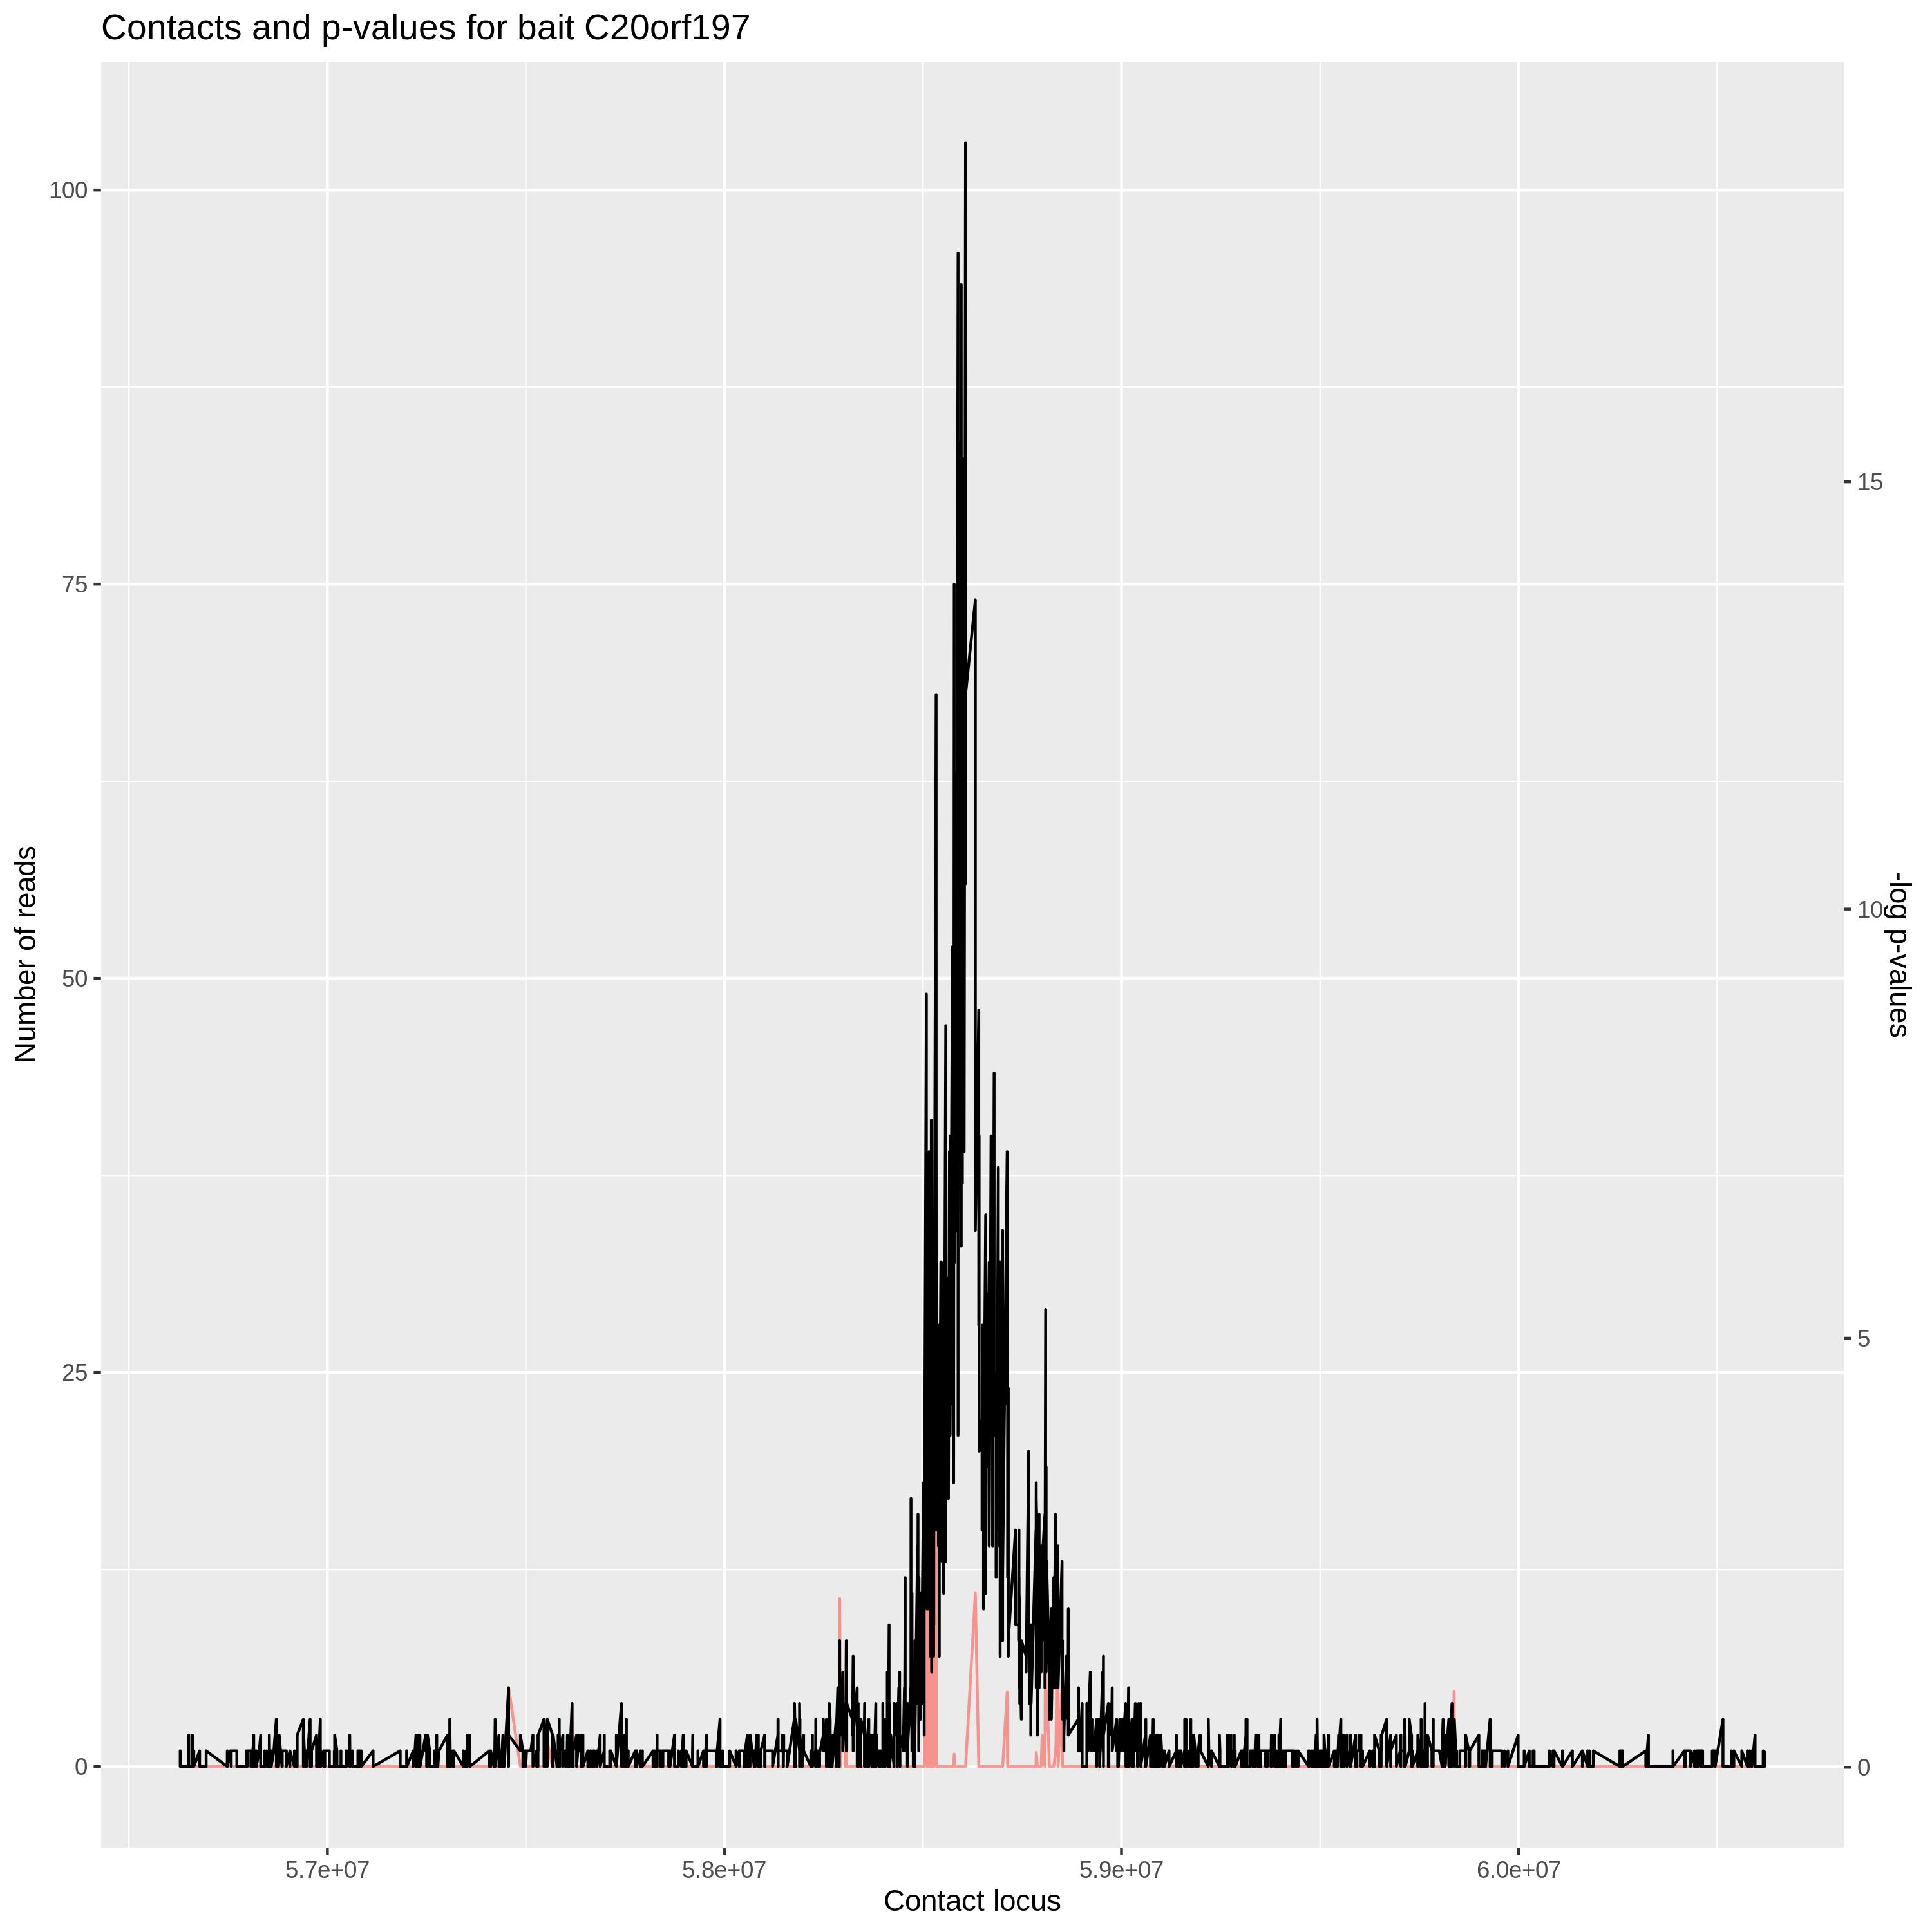 Contacts and p-values for bait C20orf197
100
75
50
25
0
Number of reads
15
10
5
0
-log p-values
5.7e+07
5.8e+07
5.9e+07
6.0e+07
Contact locus